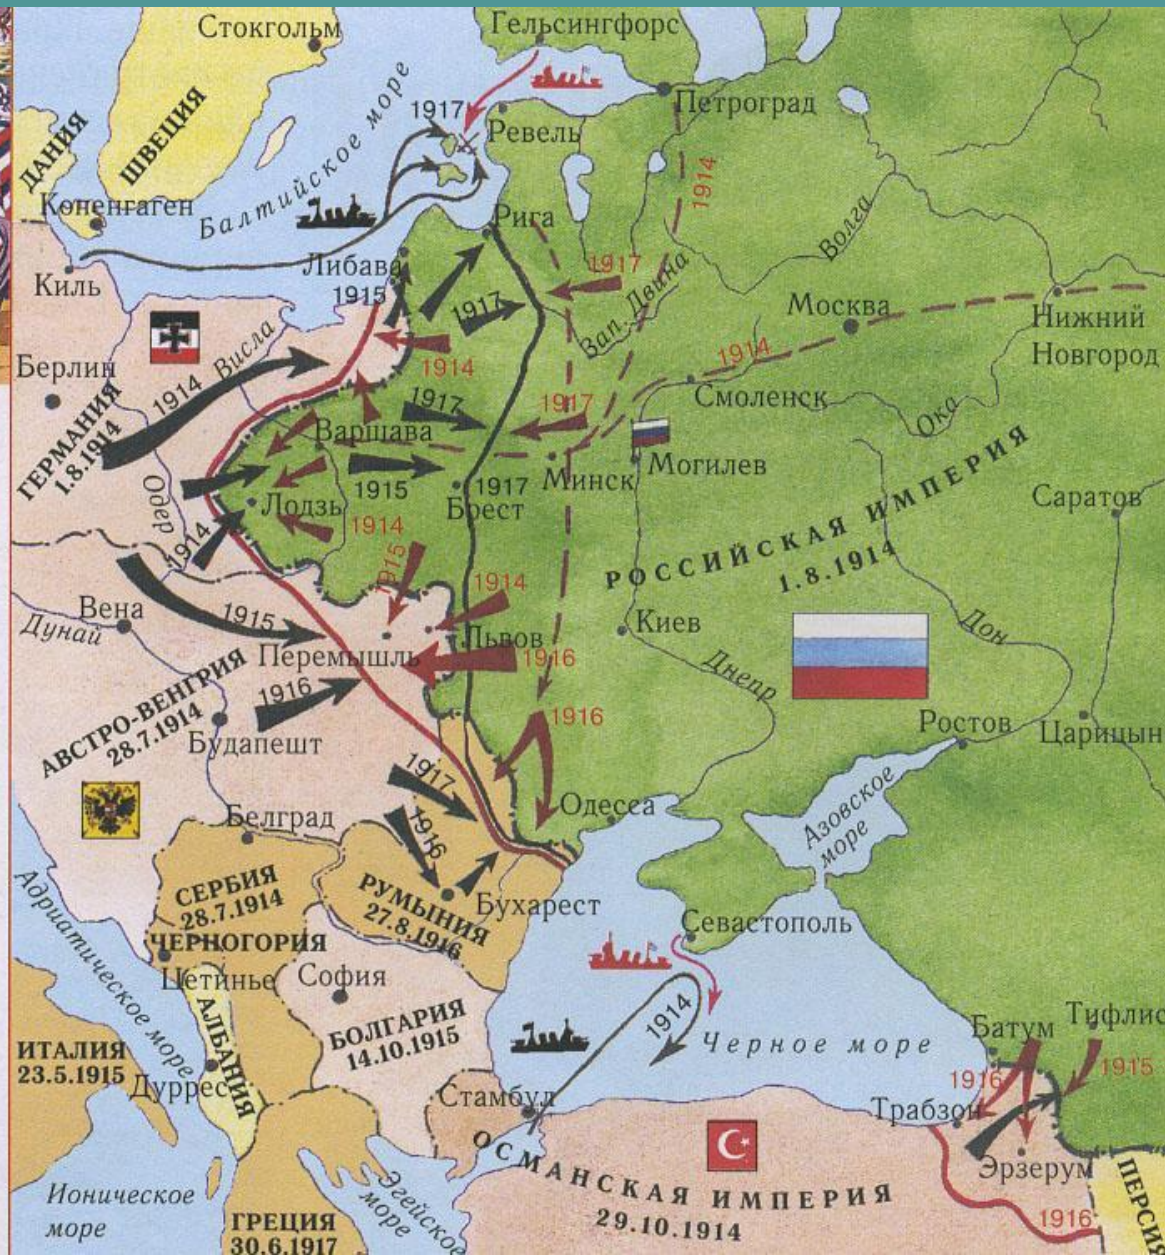 Стокгольм
Гельсингфорс
Петроград
ДАНИЯ
ШВЕЦИЯ
Балтийское море
1917
Ревель
1914
Копенгаген
Рига
Волга
Киль
Либава
1915
1917
1917
Зап. Двина
Москва
Нижний
Новгород
Берлин
Висла
1914
1914
1914
Смоленск
Ока
ГЕРМАНИЯ
1.8.1914
Варшава
1917
1917
Минск
Могилев
Одер
Лодзь
1915
Брест
1917
Саратов
1914
1914
1915
1914
РОССИЙСКАЯ ИМПЕРИЯ
1.8.1914
Вена
Дунай
1915
Львов
Киев
Дон
Перемышль
1916
Днепр
АВСТРО-ВЕНГРИЯ
28.7.1914
1916
Будапешт
1916
Ростов
Царицын
1917
Одесса
Азовское
море
Белград
1916
СЕРБИЯ
28.7.1914
РУМЫНИЯ
27.8.1916
Бухарест
Севастополь
Адриатическое море
ЧЕРНОГОРИЯ
Цетинье
София
АЛБАНИЯ
БОЛГАРИЯ
14.10.1915
1914
Черное море
Батум
Тифлис
ИТАЛИЯ
23.5.1915
Дуррес
Стамбул
1916
1915
Трабзон
ОСМАНСКАЯ ИМПЕРИЯ
29.10.1914
Эрзерум
ПЕРСИЯ
Ионическое
море
Эгейское
море
ГРЕЦИЯ
30.6.1917
1916